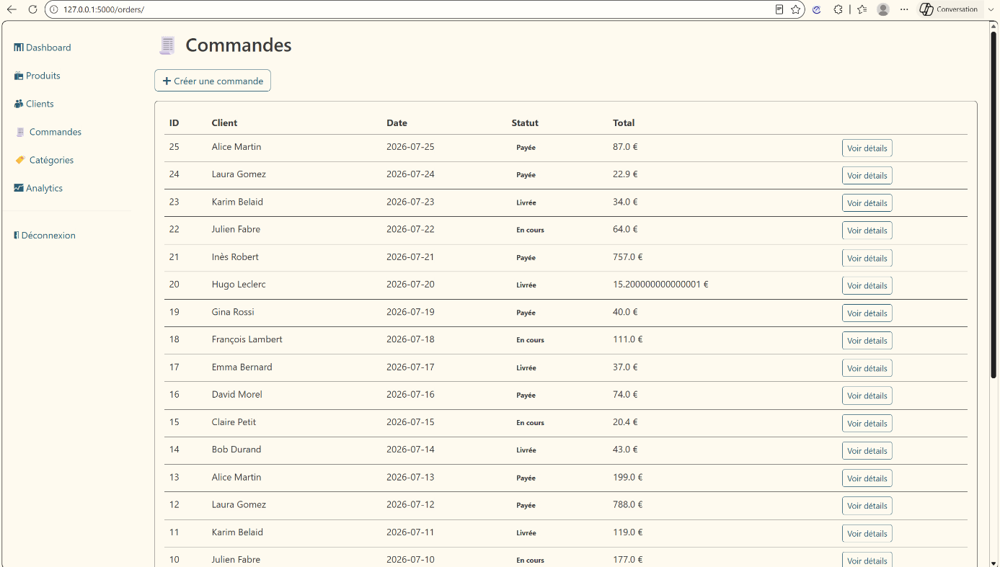 127.0.0.1:5000/orders/
Conversation
Dashboard
Produits
Clients
Commandes
Catégories
Analytics
Déconnexion
Commandes
+ Créer une commande
ID Client Date Statut Total
25 Alice Martin 2026-07-25 Payée 87.0 € Voir détails
24 Laura Gomez 2026-07-24 Payée 22.9 € Voir détails
23 Karim Belaid 2026-07-23 Livrée 34.0 € Voir détails
22 Julien Fabre 2026-07-22 En cours 64.0 € Voir détails
21 Inès Robert 2026-07-21 Payée 757.0 € Voir détails
20 Hugo Leclerc 2026-07-20 Livrée 15.200000000000001 € Voir détails
19 Gina Rossi 2026-07-19 Payée 40.0 € Voir détails
18 François Lambert 2026-07-18 En cours 111.0 € Voir détails
17 Emma Bernard 2026-07-17 Livrée 37.0 € Voir détails
16 David Morel 2026-07-16 Payée 74.0 € Voir détails
15 Claire Petit 2026-07-15 En cours 20.4 € Voir détails
14 Bob Durand 2026-07-14 Livrée 43.0 € Voir détails
13 Alice Martin 2026-07-13 Payée 199.0 € Voir détails
12 Laura Gomez 2026-07-12 Payée 788.0 € Voir détails
11 Karim Belaid 2026-07-11 Livrée 119.0 € Voir détails
10 Julien Fabre 2026-07-10 En cours 177.0 € Voir détails